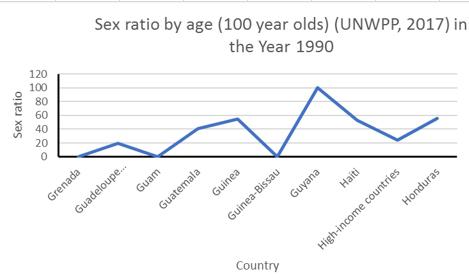 Sex ratio by age (100 year olds) (UNWPP, 2017) in
the Year 1990
120
100
80
60
40
20
0
Sex ratio
Grenada
Guadeloupe...
Guam
Guatemala
Guinea
Guinea-Bissau
Guyana
Haiti
High-income countries
Honduras
Country